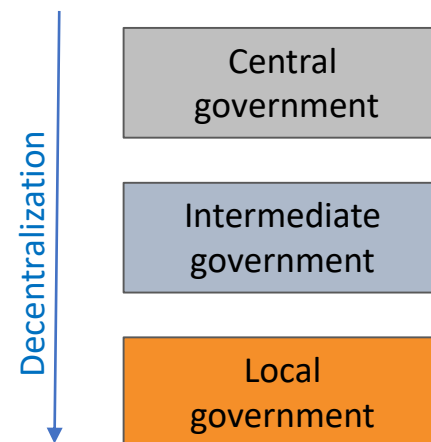 Decentralization
Central
government
Intermediate
government
Local
government